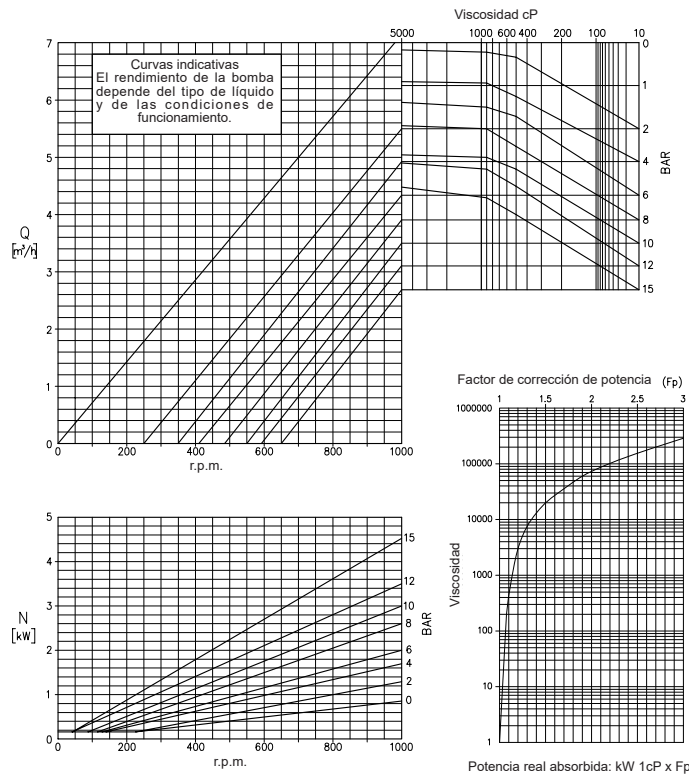 Viscosidad cP
5000 1000 800 600 400 200 100 10
7
6
5
4
3
2
1
0
Curvas indicativas
El rendimiento de la bomba
depende del tipo de líquido
y de las condiciones de
funcionamiento.
Q
[m³/h]
0
1
2
4
6
8
10
12
15
BAR
0 200 400 600 800 1000
r.p.m.
Factor de corrección de potencia (Fp)
1 1.5 2 2.5 3
1000000
100000
10000
1000
100
10
1
Viscosidad
Potencia real absorbida: kW 1cP x Fp
5
4
3
2
1
0
N
[kW]
15
12
10
8
6
4
2
0
BAR
0 200 400 600 800 1000
r.p.m.